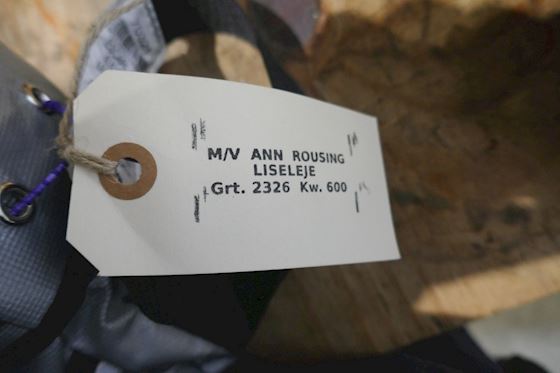 M/V ANN ROUSING
LISELEJE
Grt. 2326 Kw. 600